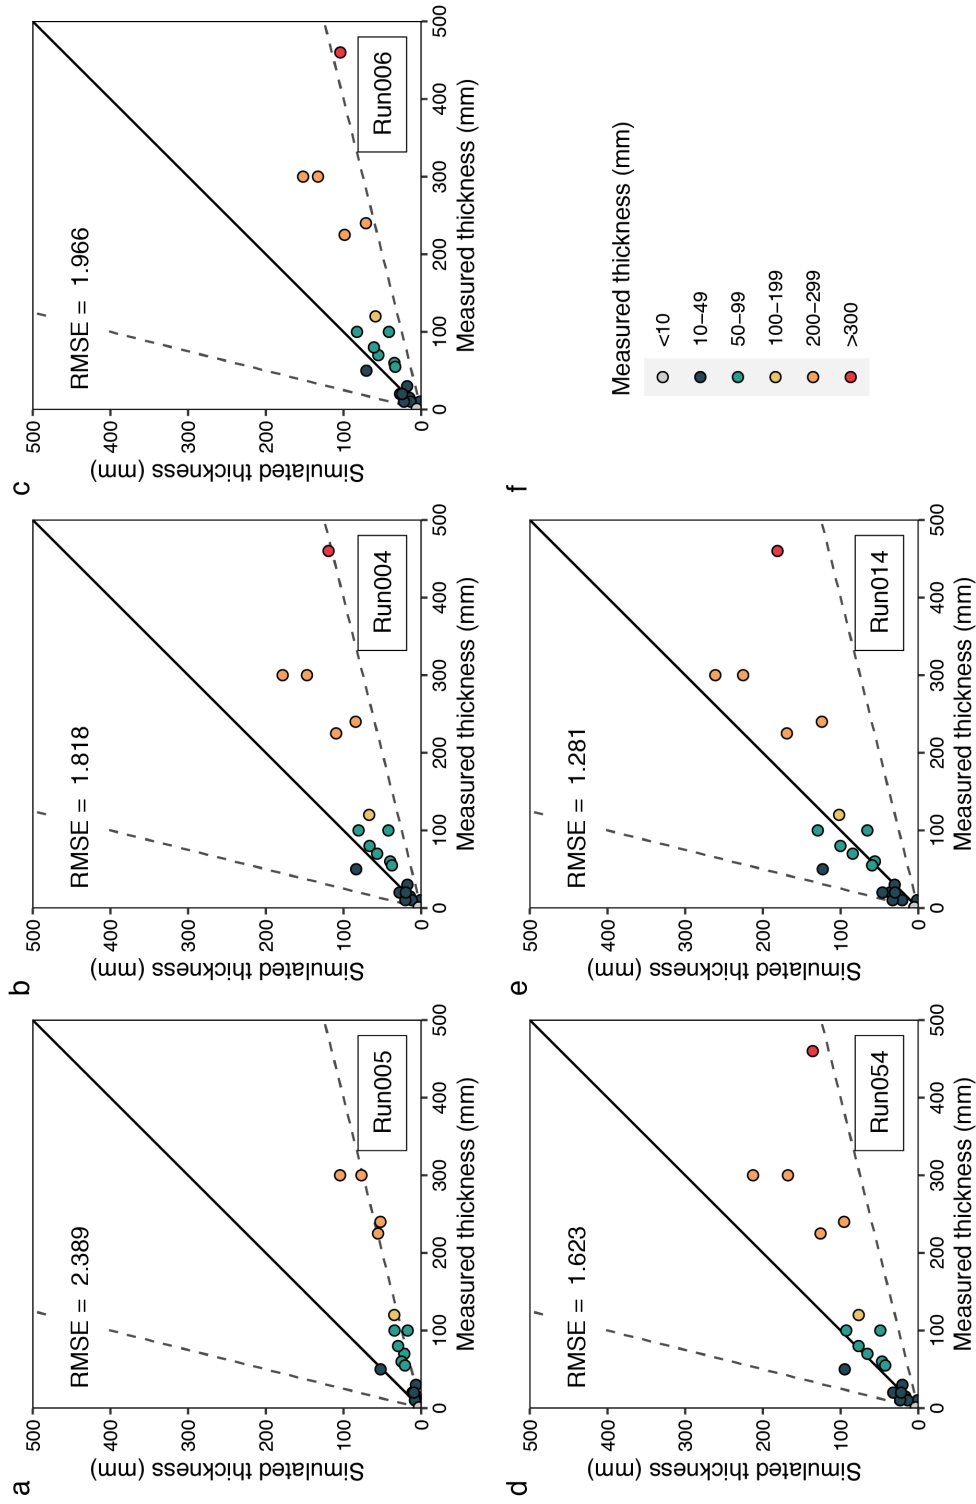 a
Simulated thickness (mm)
500
400
300
200
100
0
RMSE = 2.389
Run005
0 100 200 300 400 500
Measured thickness (mm)
b
Simulated thickness (mm)
500
400
300
200
100
0
RMSE = 1.818
Run004
0 100 200 300 400 500
Measured thickness (mm)
c
Simulated thickness (mm)
500
400
300
200
100
0
RMSE = 1.966
Run006
0 100 200 300 400 500
Measured thickness (mm)
d
Simulated thickness (mm)
500
400
300
200
100
0
RMSE = 1.623
Run054
0 100 200 300 400 500
Measured thickness (mm)
e
Simulated thickness (mm)
500
400
300
200
100
0
RMSE = 1.281
Run014
0 100 200 300 400 500
Measured thickness (mm)
f
Measured thickness (mm)
<10
10–49
50–99
100–199
200–299
>300